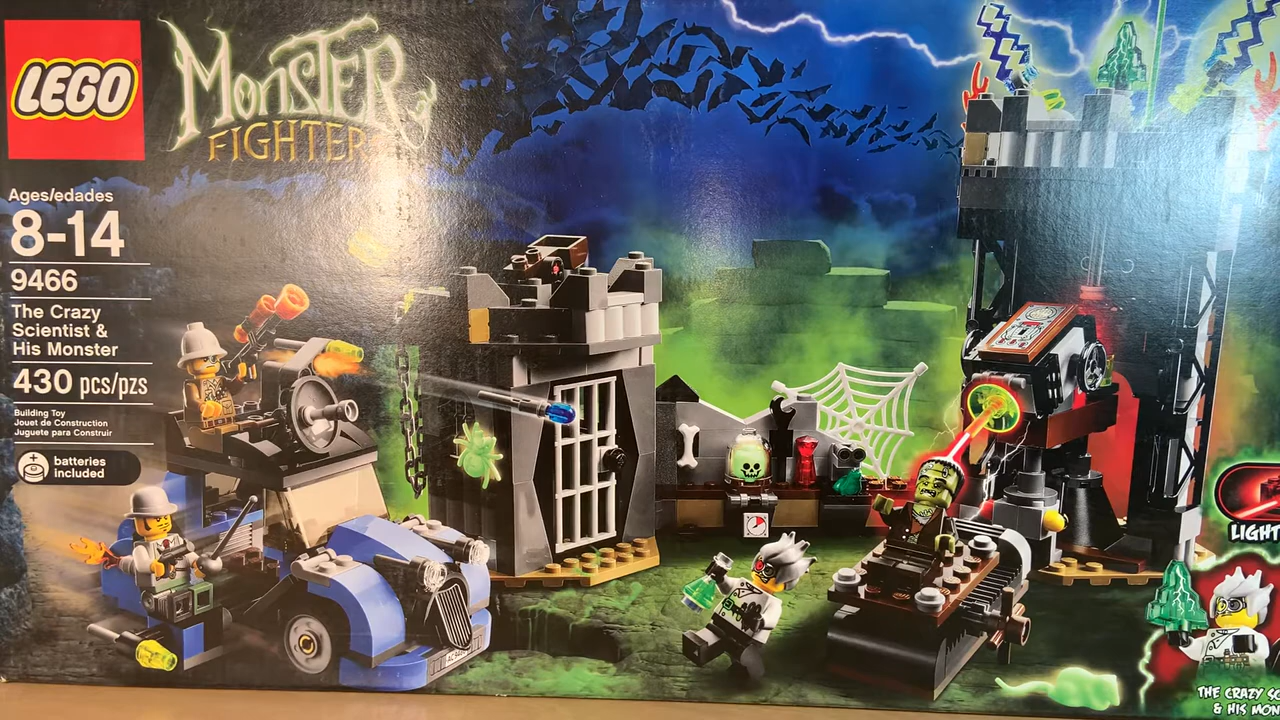 LEGO
MONSTER
FIGHTER
Ages/edades
8-14
9466
The Crazy
Scientist &
His Monster
430 pcs/pzs
Building Toy
Jouet de Construction
Juguete para Construir
batteries
included
LIGHT
THE CRAZY SC
& HIS MON